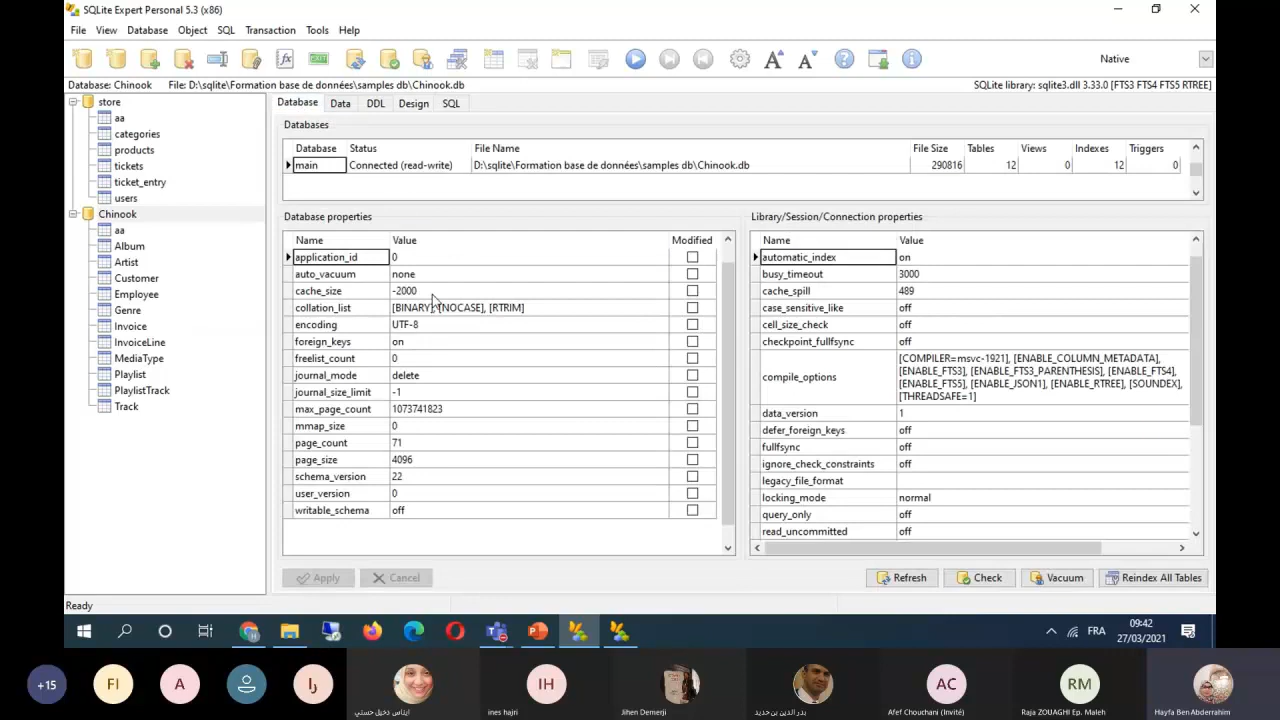 SQLite Expert Personal 5.3 (x86)
File View Database Object SQL Transaction Tools Help
Native
Database: Chinook File: D:\sqlite\Formation base de données\samples db\Chinook.db SQLite library: sqlite3.dll 3.33.0 [FTS3 FTS4 FTS5 RTREE]
store
aa
categories
products
tickets
ticket_entry
users
Chinook
aa
Album
Artist
Customer
Employee
Genre
Invoice
InvoiceLine
MediaType
Playlist
PlaylistTrack
Track
Database Data DDL Design SQL
Databases
Database Status File Name File Size Tables Views Indexes Triggers
main Connected (read-write) D:\sqlite\Formation base de données\samples db\Chinook.db 290816 12 0 12 0
Database properties
Name Value Modified
application_id 0
auto_vacuum none
cache_size -2000
collation_list [BINARY], [NOCASE], [RTRIM]
encoding UTF-8
foreign_keys on
freelist_count 0
journal_mode delete
journal_size_limit -1
max_page_count 1073741823
mmap_size 0
page_count 71
page_size 4096
schema_version 22
user_version 0
writable_schema off
Apply Cancel
Library/Session/Connection properties
Name Value
automatic_index on
busy_timeout 3000
cache_spill 489
case_sensitive_like off
cell_size_check off
checkpoint_fullfsync off
compile_options [COMPILER=msvc-1921], [ENABLE_COLUMN_METADATA],
[ENABLE_FTS3], [ENABLE_FTS3_PARENTHESIS], [ENABLE_FTS4],
[ENABLE_FTS5], [ENABLE_JSON1], [ENABLE_RTREE], [SOUNDEX],
[THREADSAFE=1]
data_version 1
defer_foreign_keys off
fullfsync off
ignore_check_constraints off
legacy_file_format
locking_mode normal
query_only off
read_uncommitted off
Refresh Check Vacuum Reindex All Tables
Ready
FRA
09:42
27/03/2021
+15
FI
A
را
IH
AC
RM
ايناس دخيل حسني
ines hajri
Jihen Demerji
بدر الدين بن حديد
Afef Chouchani (Invité)
Raja ZOUAGHI Ep. Maleh
Hayfa Ben Abderrahim